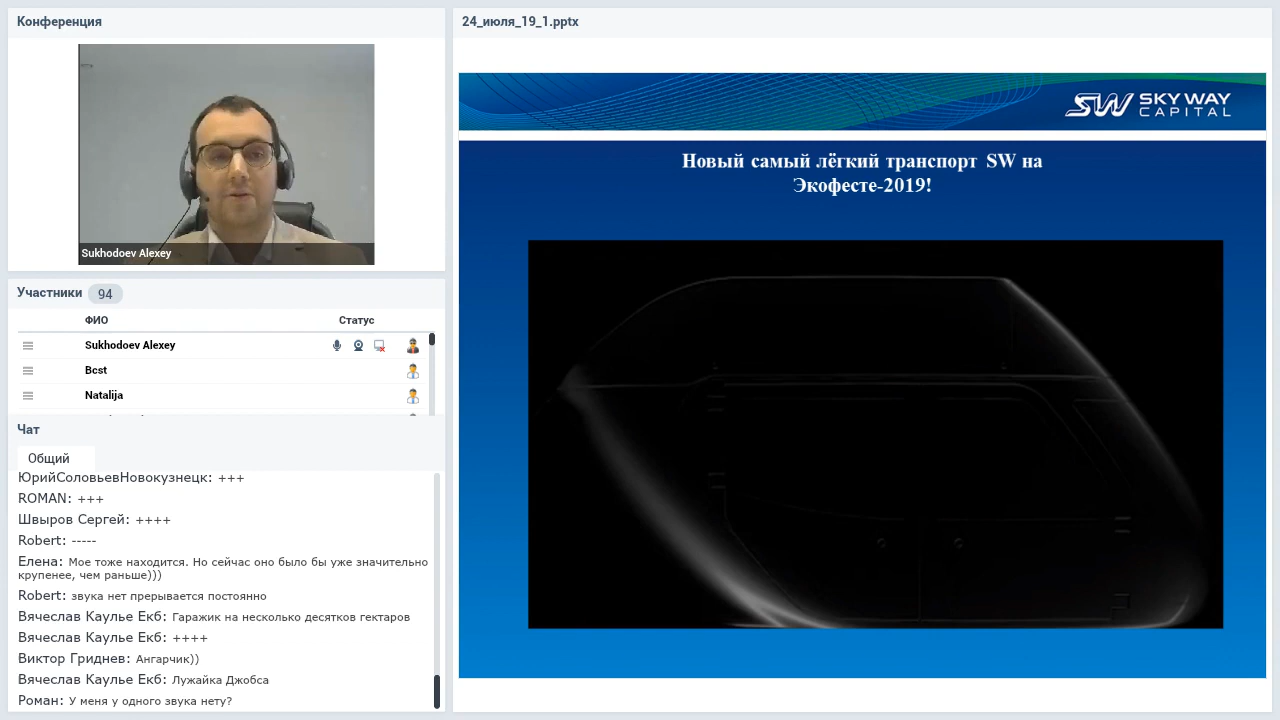 Конференция
Sukhodoev Alexey
Участники 94
ФИО Статус
Sukhodoev Alexey
Bcst
Natalija
Чат
Общий
ЮрийСоловьевНовокузнецк: +++
ROMAN: +++
Швыров Сергей: ++++
Robert: -----
Елена: Мое тоже находится. Но сейчас оно было бы уже значительно
крупенее, чем раньше)))
Robert: звука нет прерывается постоянно
Вячеслав Каулье Екб: Гаражик на несколько десятков гектаров
Вячеслав Каулье Екб: ++++
Виктор Гриднев: Ангарчик))
Вячеслав Каулье Екб: Лужайка Джобса
Роман: У меня у одного звука нету?
24_июля_19_1.pptx
SW SKY WAY
CAPITAL
Новый самый лёгкий транспорт SW на
Экофесте-2019!